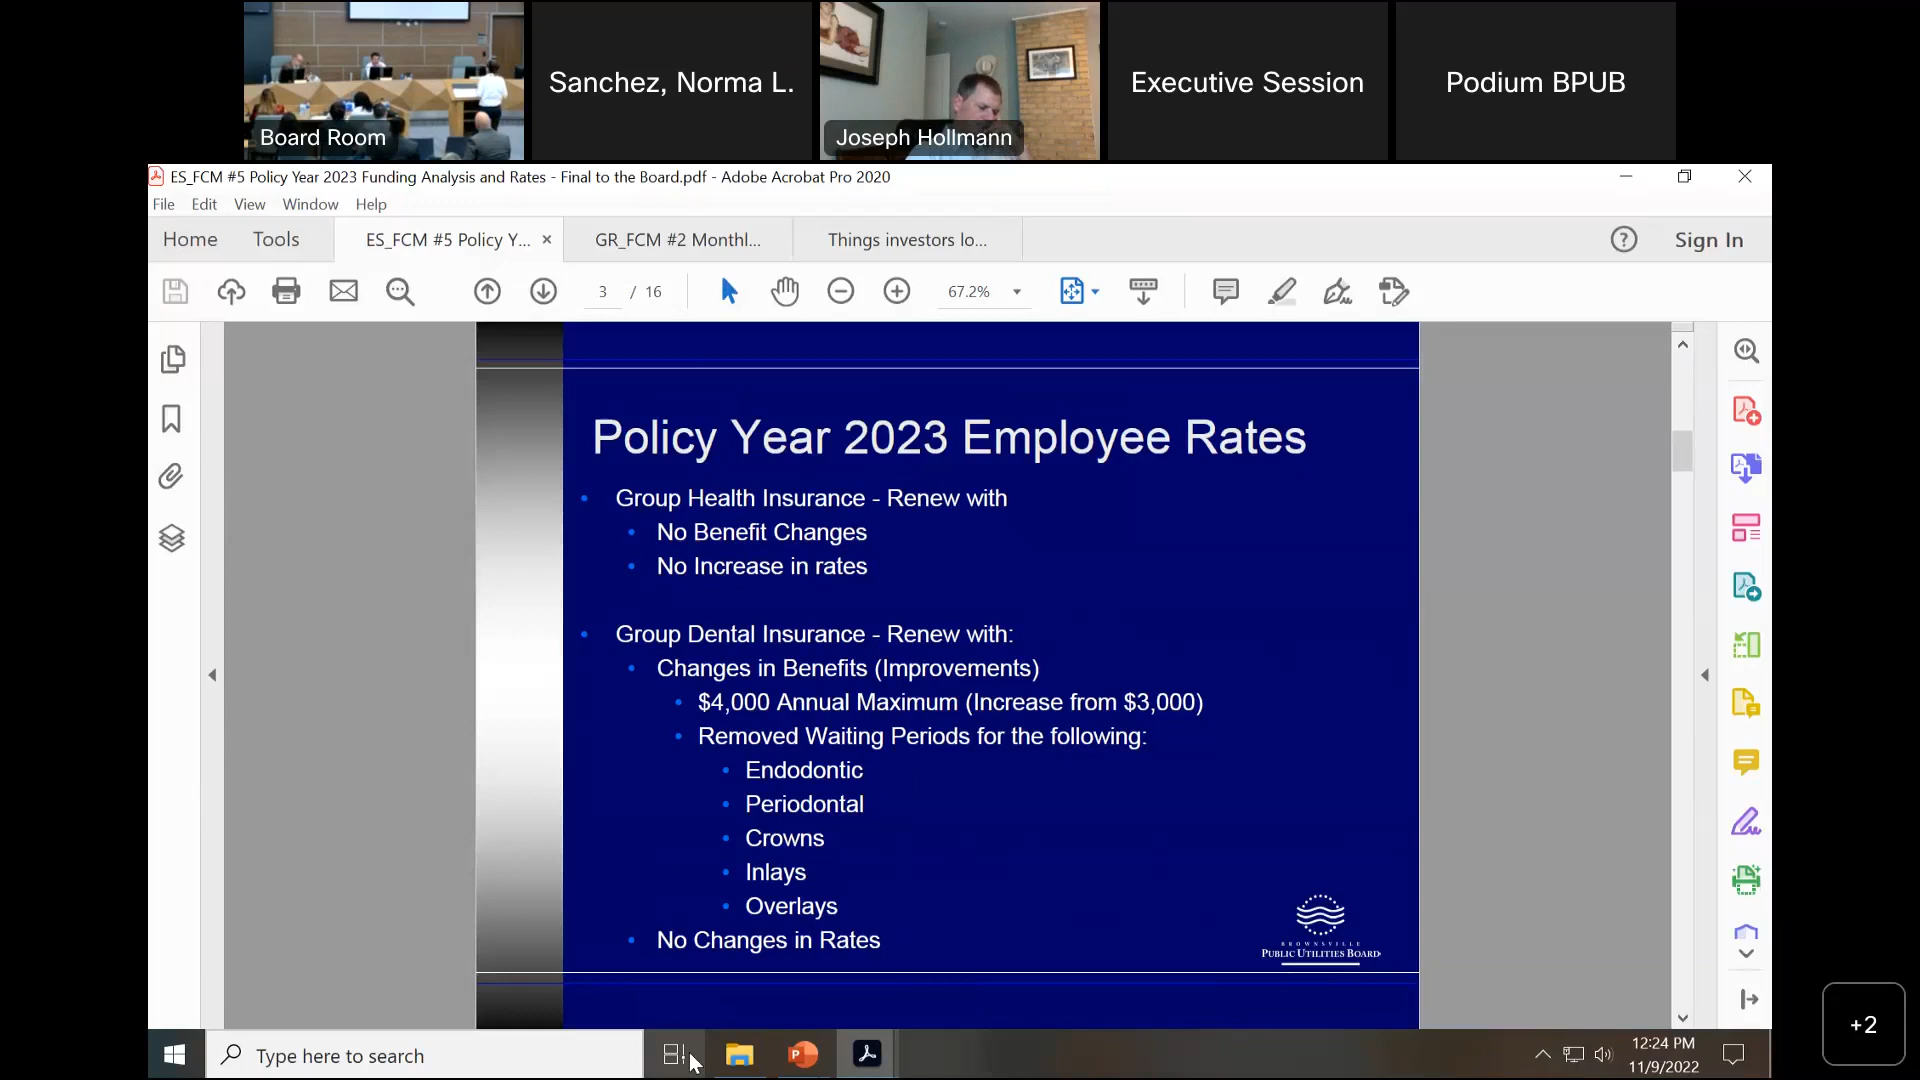 Board Room
Sanchez, Norma L.
Joseph Hollmann
Executive Session
Podium BPUB
ES_FCM #5 Policy Year 2023 Funding Analysis and Rates - Final to the Board.pdf - Adobe Acrobat Pro 2020
File Edit View Window Help
Home Tools ES_FCM #5 Policy Y... × GR_FCM #2 Monthl... Things investors lo... ? Sign In
3 / 16 67.2%
Policy Year 2023 Employee Rates
• Group Health Insurance - Renew with
• No Benefit Changes
• No Increase in rates
• Group Dental Insurance - Renew with:
• Changes in Benefits (Improvements)
• $4,000 Annual Maximum (Increase from $3,000)
• Removed Waiting Periods for the following:
• Endodontic
• Periodontal
• Crowns
• Inlays
• Overlays
• No Changes in Rates
BROWNSVILLE
PUBLIC UTILITIES BOARD
+2
Type here to search
12:24 PM
11/9/2022